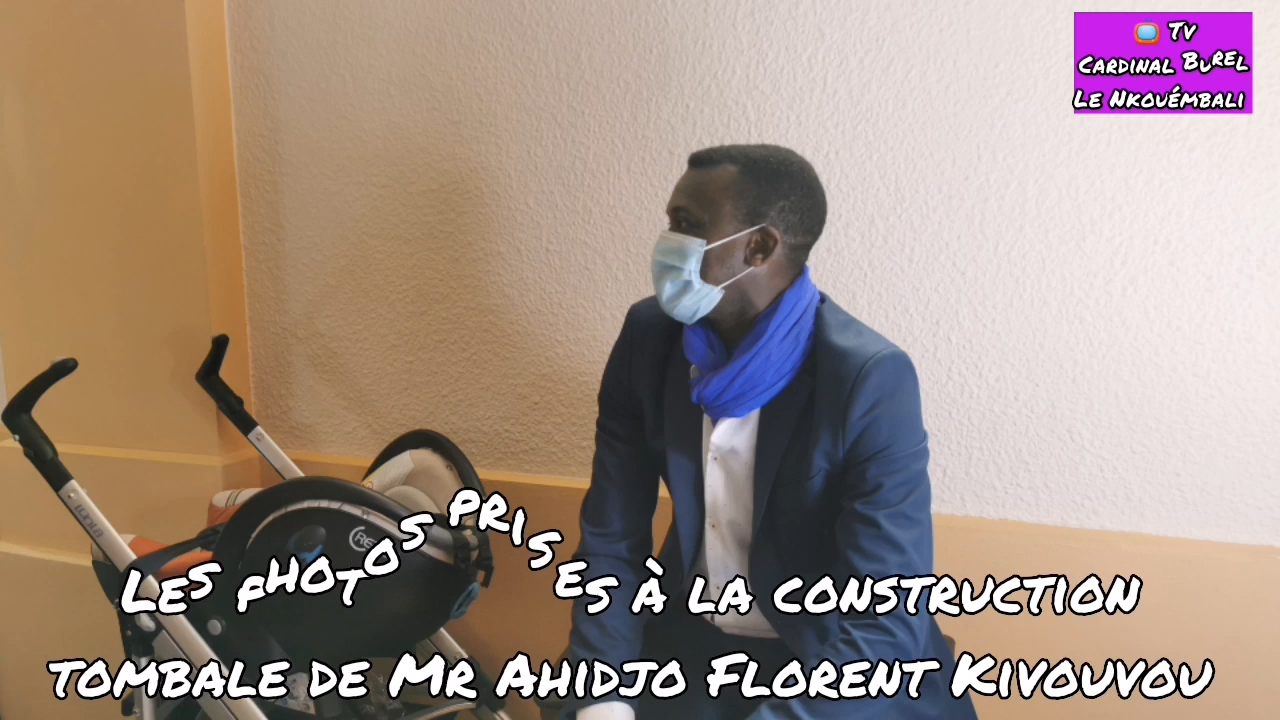 Tv
Cardinal Burel
Le Nkouémbali
Les photos prises à la construction
tombale de Mr Ahidjo Florent Kivouvou